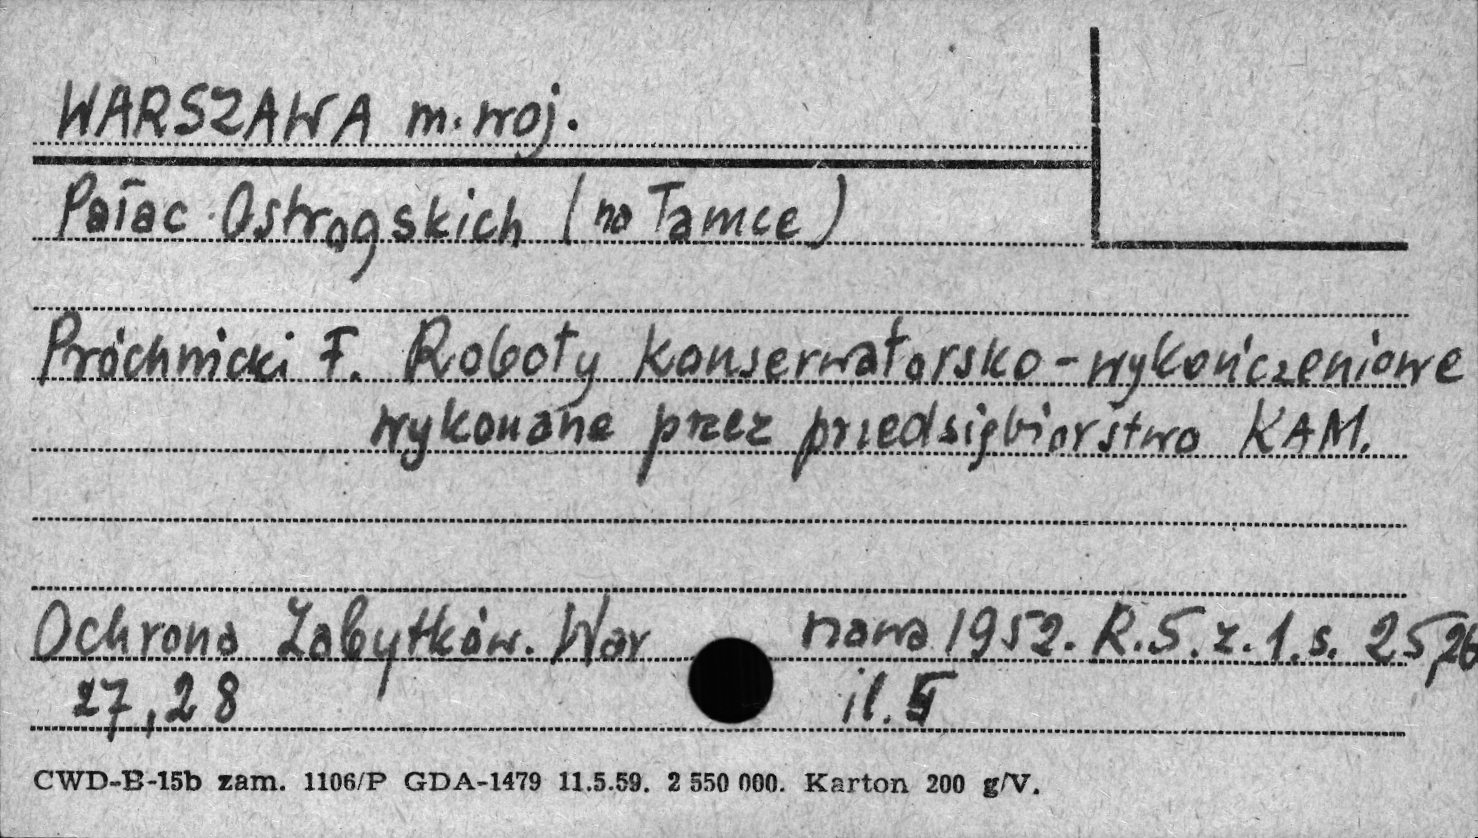 WARSZAWA m. woj.
Pałac Ostrogskich (na Tamce)
Próchnicki F. Roboty konserwatorsko-wykończeniowe
wykonane przez przedsiębiorstwo KAM.
Ochrona Zabytków. War nawa 1952. R.5. z.1. s. 25,26
27,28 il.
CWD-B-15b zam. 1106/P GDA-1479 11.5.59. 2 550 000. Karton 200 g/V.